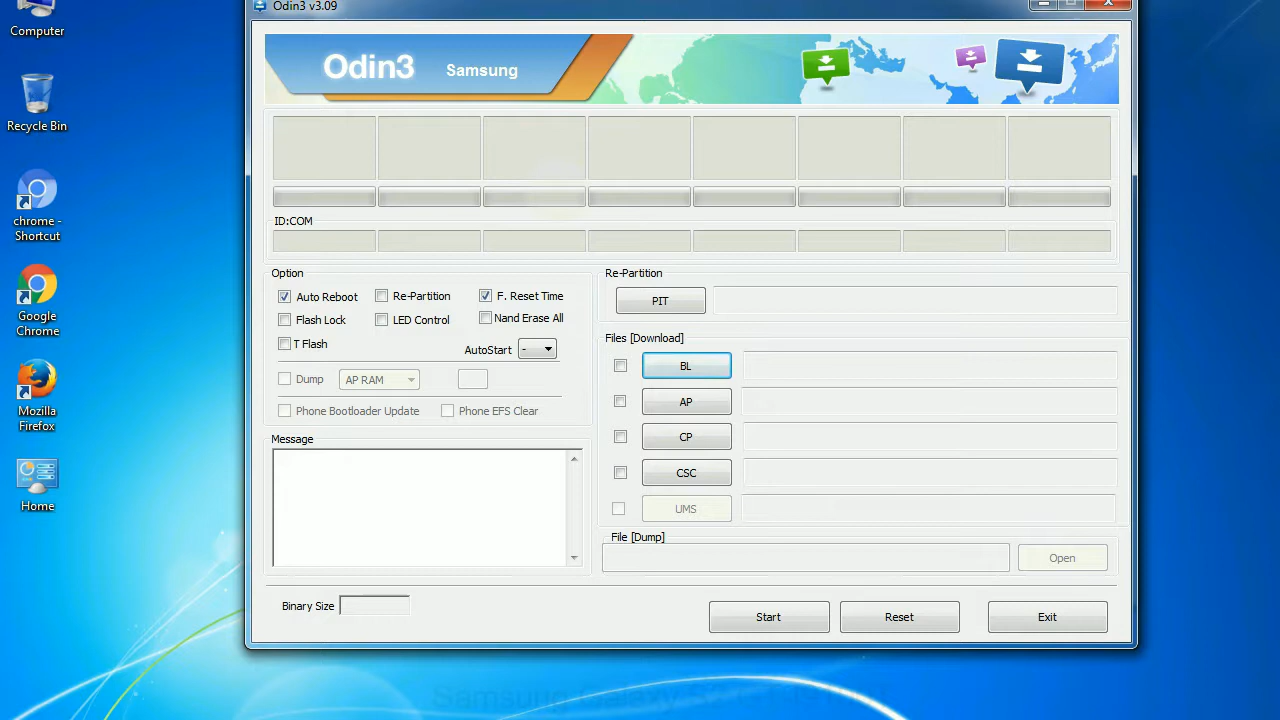 Odin3 v3.09
Computer
Recycle Bin
chrome -
Shortcut
Google
Chrome
Mozilla
Firefox
Home
Odin3
Samsung
ID:COM
Option
Auto Reboot
Re-Partition
F. Reset Time
Flash Lock
LED Control
Nand Erase All
T Flash
AutoStart
-
Dump
AP RAM
Phone Bootloader Update
Phone EFS Clear
Message
Re-Partition
PIT
Files [Download]
BL
AP
CP
CSC
UMS
File [Dump]
Open
Binary Size
Start
Reset
Exit
Samsung Galaxy S2